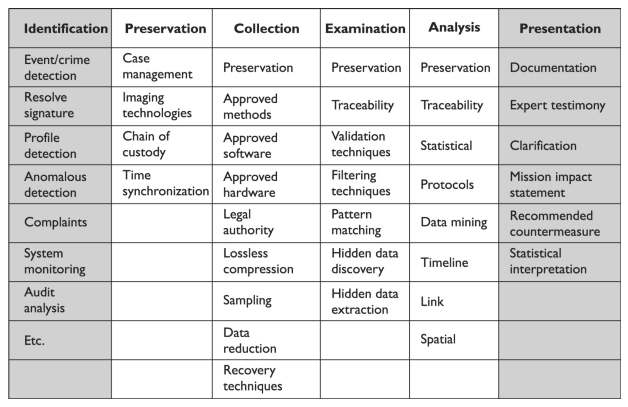 Identification Preservation Collection Examination Analysis Presentation
Event/crime detection Case management Preservation Preservation Preservation Documentation
Resolve signature Imaging technologies Approved methods Traceability Traceability Expert testimony
Profile detection Chain of custody Approved software Validation techniques Statistical Clarification
Anomalous detection Time synchronization Approved hardware Filtering techniques Protocols Mission impact statement
Complaints Legal authority Pattern matching Data mining Recommended countermeasure
System monitoring Lossless compression Hidden data discovery Timeline Statistical interpretation
Audit analysis Sampling Hidden data extraction Link
Etc. Data reduction Spatial
Recovery techniques